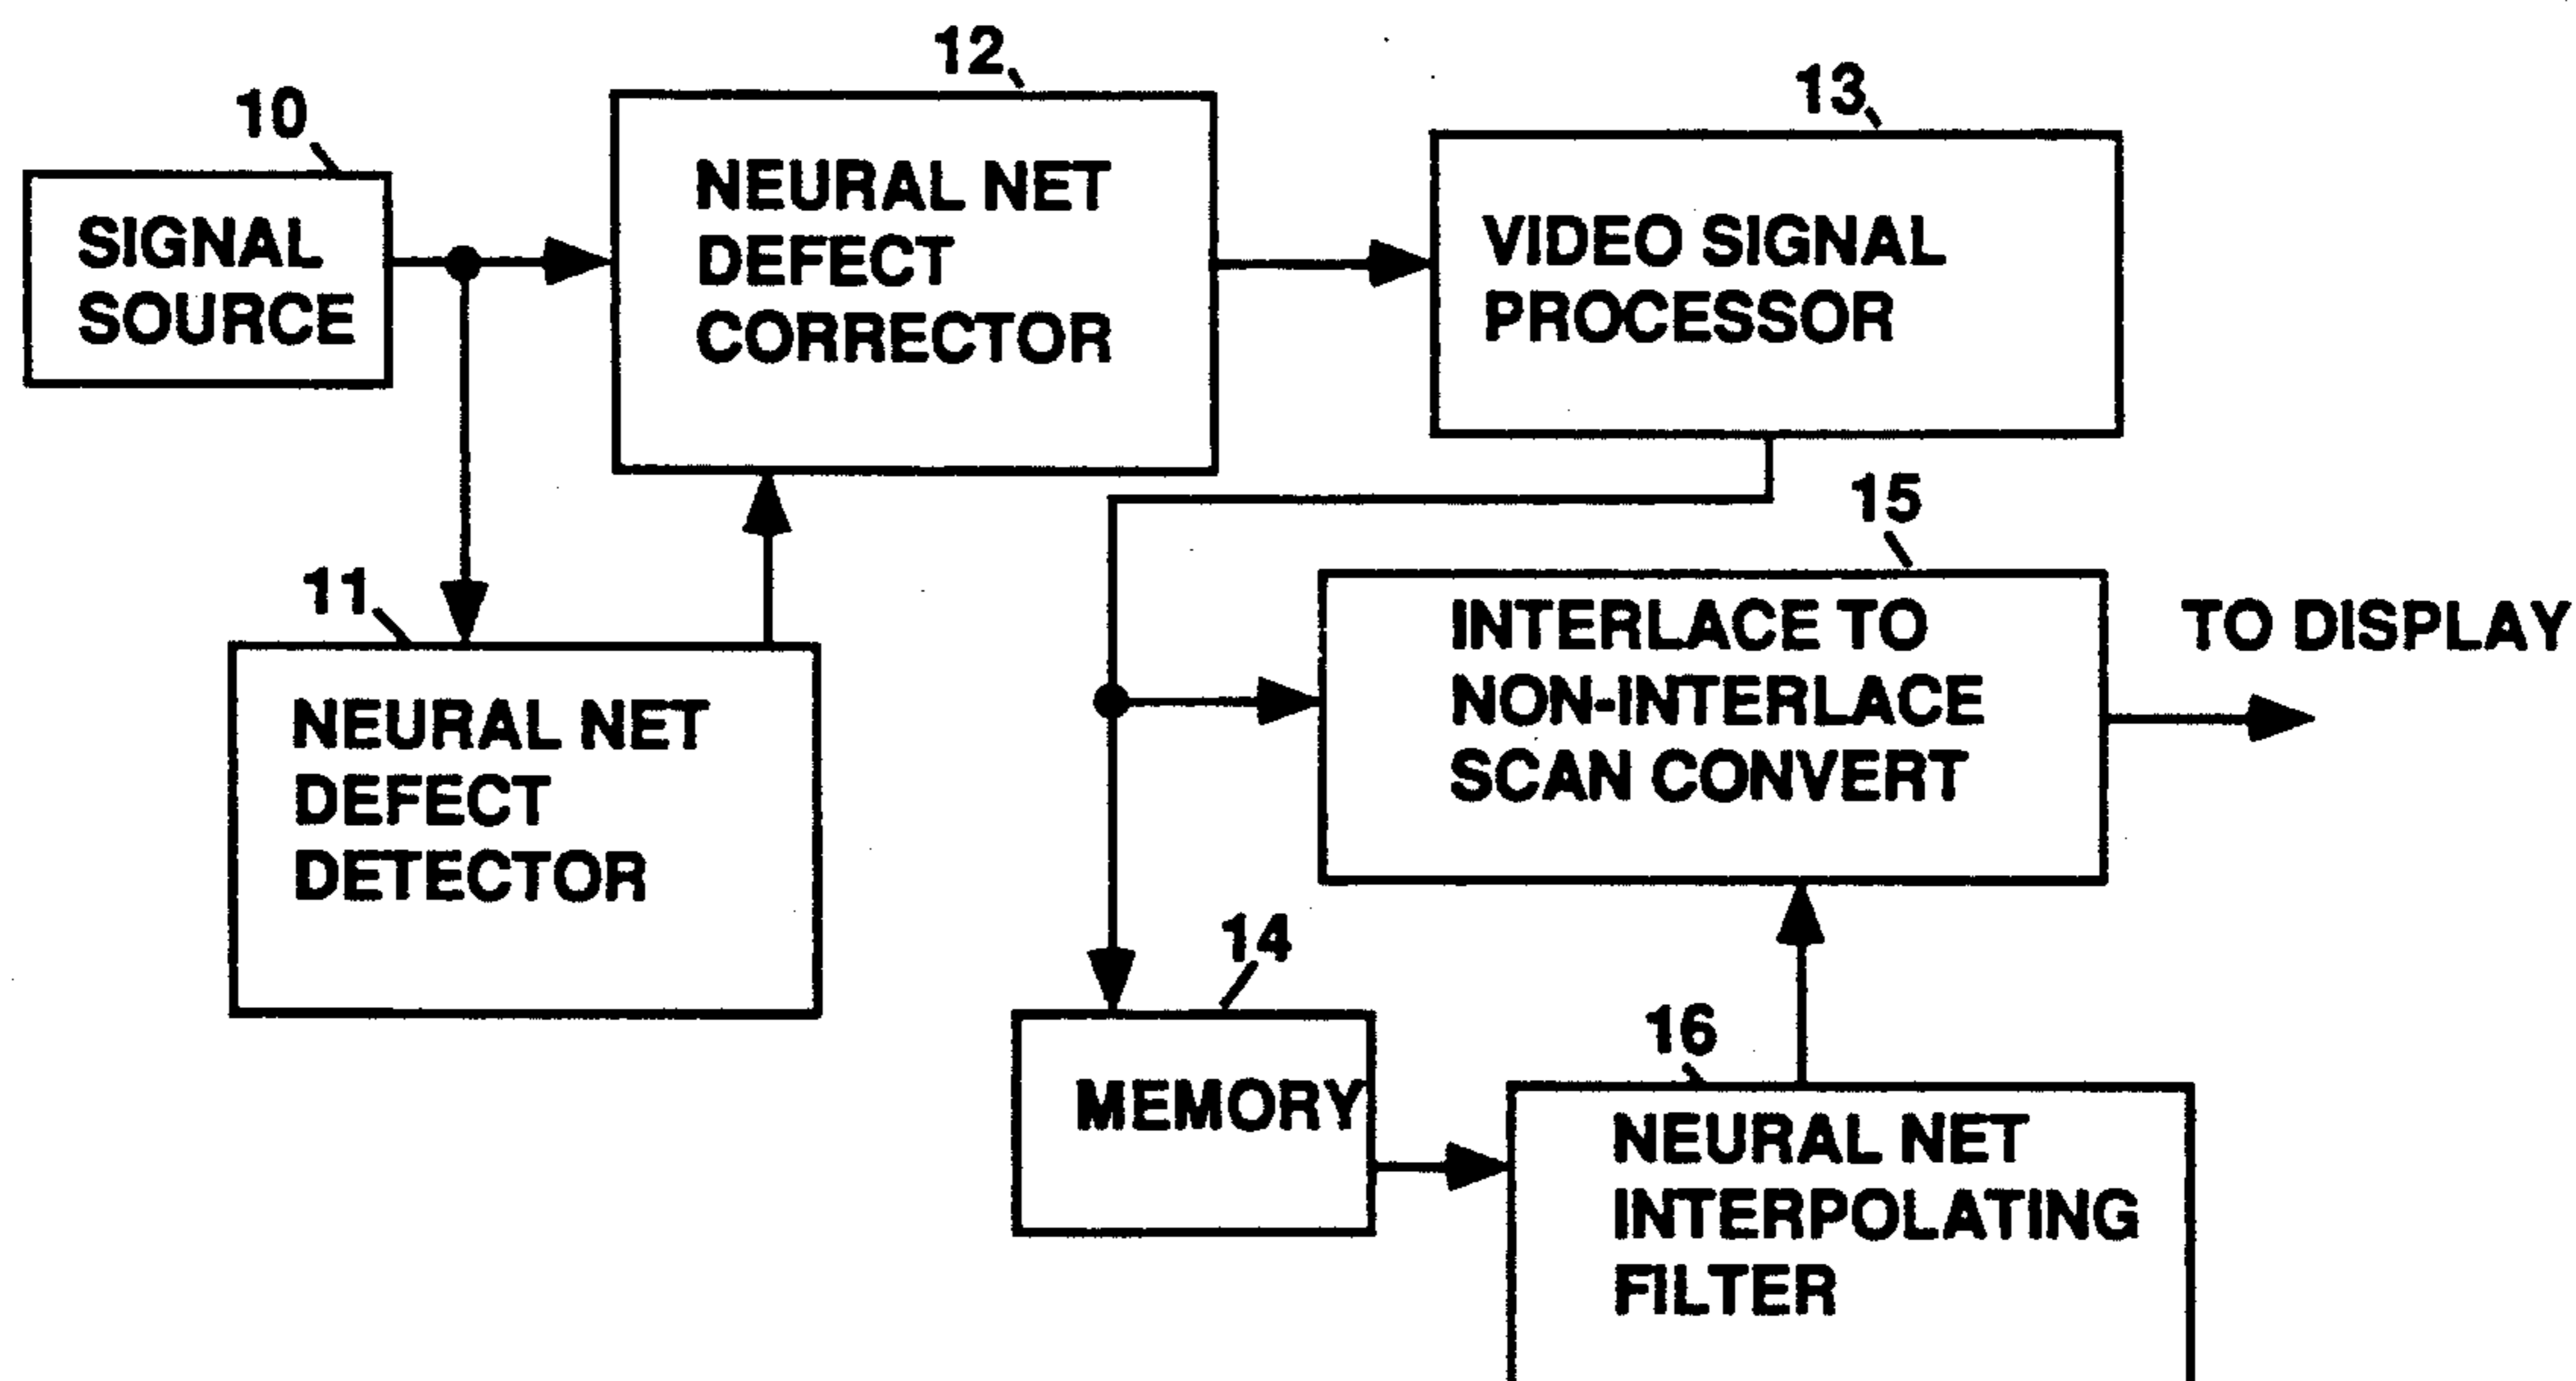 10
SIGNAL
SOURCE
12
NEURAL NET
DEFECT
CORRECTOR
13
VIDEO SIGNAL
PROCESSOR
11
NEURAL NET
DEFECT
DETECTOR
15
INTERLACE TO
NON-INTERLACE
SCAN CONVERT
TO DISPLAY
14
MEMORY
16
NEURAL NET
INTERPOLATING
FILTER